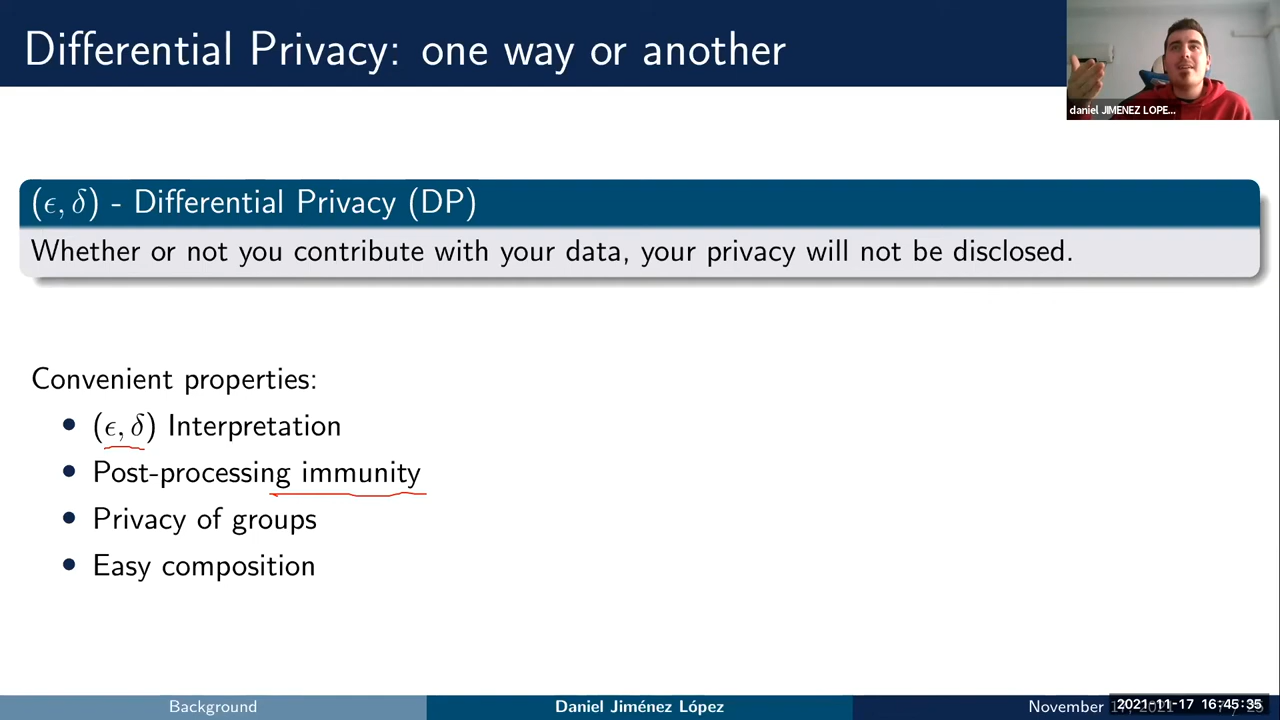 Differential Privacy: one way or another
daniel JIMENEZ LOPE...
(ϵ, δ) - Differential Privacy (DP)
Whether or not you contribute with your data, your privacy will not be disclosed.
Convenient properties:
• (ϵ, δ) Interpretation
• Post-processing immunity
• Privacy of groups
• Easy composition
Background
Daniel Jiménez López
November
2021-11-17 16:45:35